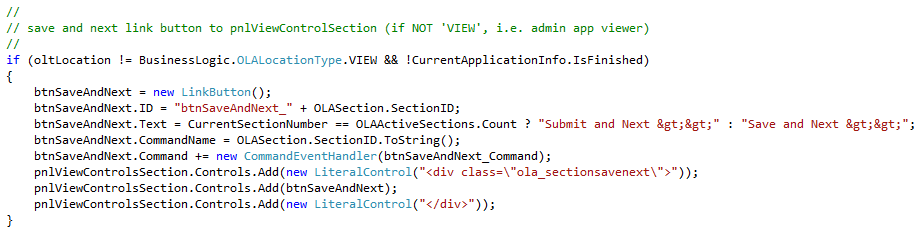 //
// save and next link button to pnlViewControlSection (if NOT 'VIEW', i.e. admin app viewer)
//
if (oltLocation != BusinessLogic.OLALocationType.VIEW && !CurrentApplicationInfo.IsFinished)
{
    btnSaveAndNext = new LinkButton();
    btnSaveAndNext.ID = "btnSaveAndNext_" + OLASection.SectionID;
    btnSaveAndNext.Text = CurrentSectionNumber == OLAActiveSections.Count ? "Submit and Next &gt;&gt;" : "Save and Next &gt;&gt;";
    btnSaveAndNext.CommandName = OLASection.SectionID.ToString();
    btnSaveAndNext.Command += new CommandEventHandler(btnSaveAndNext_Command);
    pnlViewControlsSection.Controls.Add(new LiteralControl("<div class=\"ola_sectionsavenext\">"));
    pnlViewControlsSection.Controls.Add(btnSaveAndNext);
    pnlViewControlsSection.Controls.Add(new LiteralControl("</div>"));
}